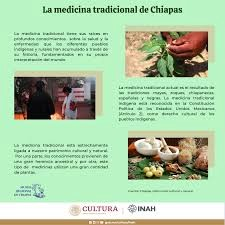 La medicina tradicional de Chiapas
La medicina tradicional tiene sus raíces en
profundos conocimientos sobre la salud y la
enfermedad que los diferentes pueblos
indígenas y rurales han acumulado a través de
su historia, fundamentados en su propia
interpretación del mundo.
La medicina tradicional actual es el resultado de
las tradiciones mayas, zoques, chiapanecas,
españolas y negras. La medicina tradicional
indígena está reconocida en la Constitución
Política de los Estados Unidos Mexicanos
(Artículo 2), como derecho cultural de los
pueblos indígenas.
La medicina tradicional está estrechamente
ligada a nuestro patrimonio cultural y natural.
Por una parte, los conocimientos provienen de
una gran herencia ancestral y por otra, este
tipo de medicinas utilizan una gran cantidad
de plantas.
MUSEO
REGIONAL
DE CHIAPAS
CULTURA
INAH